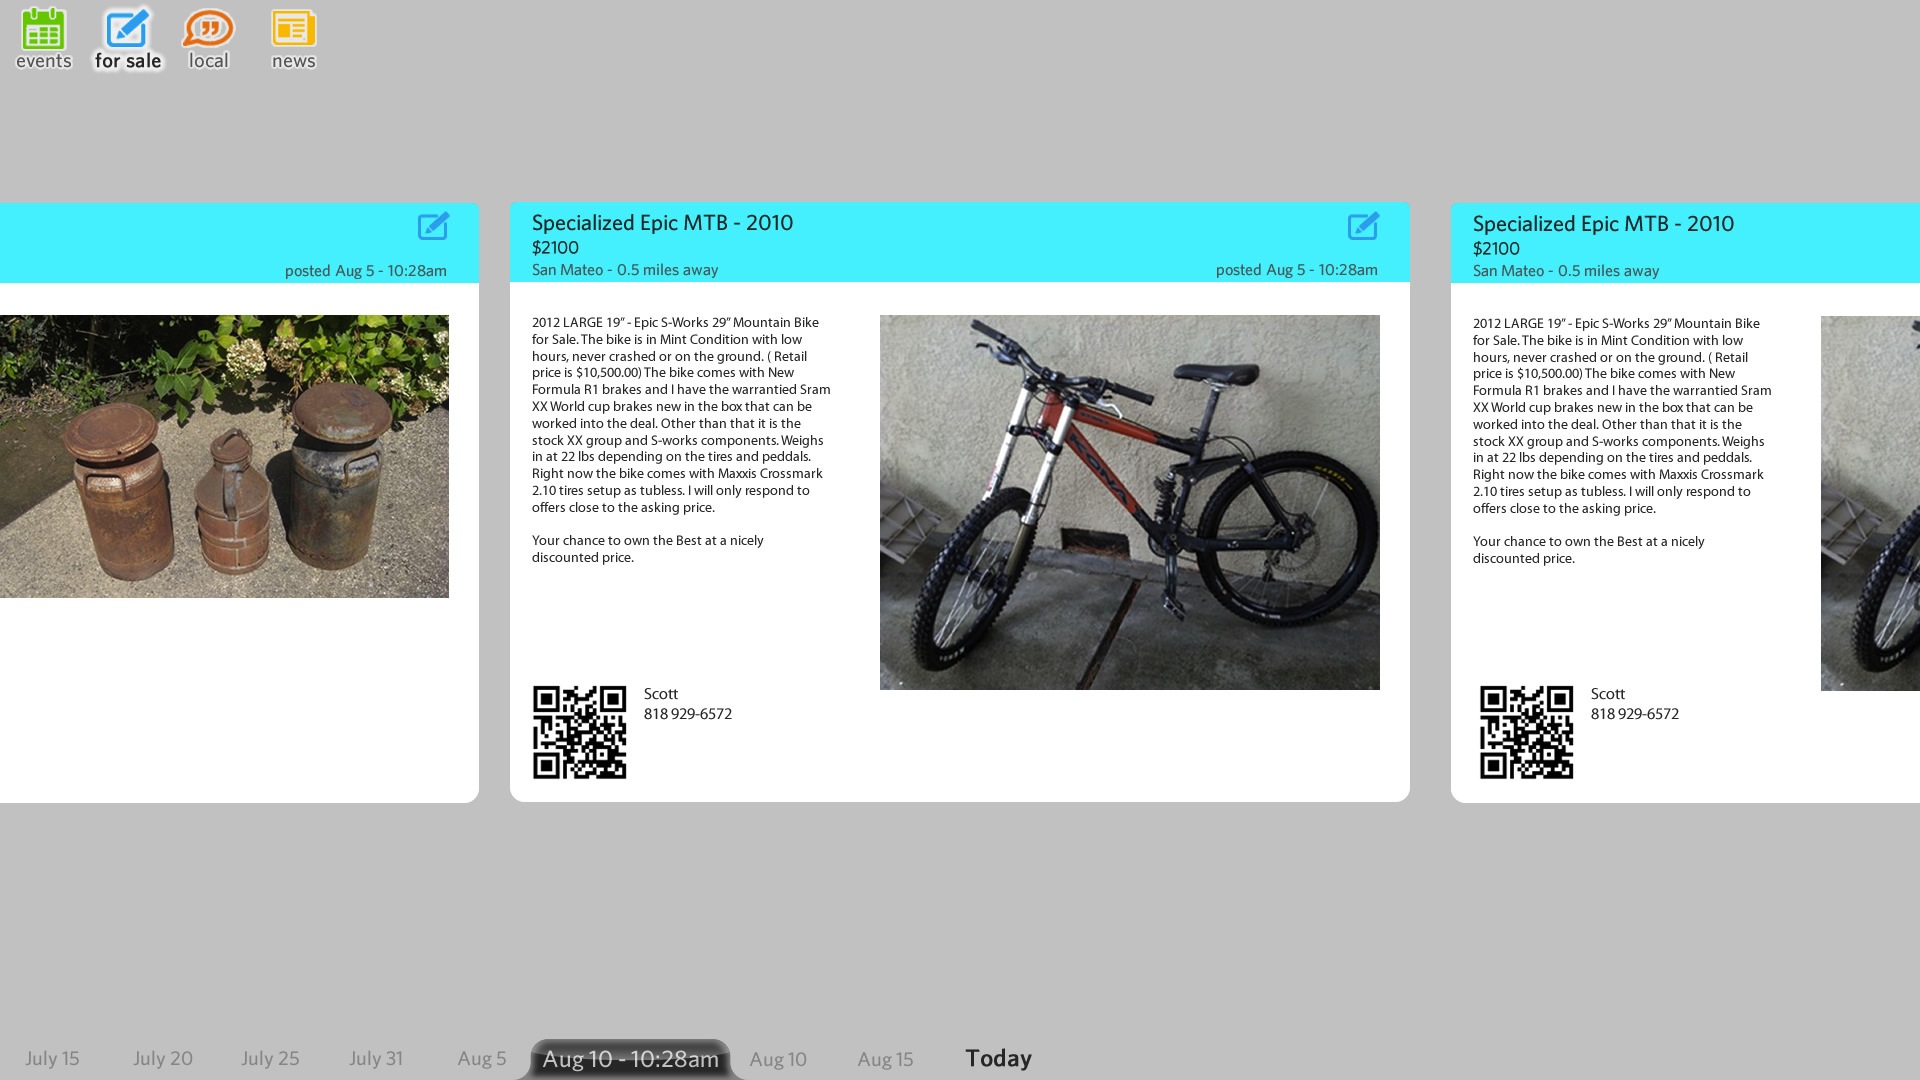 events
for sale
local
news
posted Aug 5 - 10:28am
Specialized Epic MTB - 2010
$2100
San Mateo - 0.5 miles away
posted Aug 5 - 10:28am
2012 LARGE 19” - Epic S-Works 29” Mountain Bike
for Sale. The bike is in Mint Condition with low
hours, never crashed or on the ground. ( Retail
price is $10,500.00) The bike comes with New
Formula R1 brakes and I have the warrantied Sram
XX World cup brakes new in the box that can be
worked into the deal. Other than that it is the
stock XX group and S-works components. Weighs
in at 22 lbs depending on the tires and peddals.
Right now the bike comes with Maxxis Crossmark
2.10 tires setup as tubless. I will only respond to
offers close to the asking price.
Your chance to own the Best at a nicely
discounted price.
KONA
Scott
818 929-6572
Specialized Epic MTB - 2010
$2100
San Mateo - 0.5 miles away
2012 LARGE 19” - Epic S-Works 29” Mountain Bike
for Sale. The bike is in Mint Condition with low
hours, never crashed or on the ground. ( Retail
price is $10,500.00) The bike comes with New
Formula R1 brakes and I have the warrantied Sram
XX World cup brakes new in the box that can be
worked into the deal. Other than that it is the
stock XX group and S-works components. Weighs
in at 22 lbs depending on the tires and peddals.
Right now the bike comes with Maxxis Crossmark
2.10 tires setup as tubless. I will only respond to
offers close to the asking price.
Your chance to own the Best at a nicely
discounted price.
Scott
818 929-6572
July 15
July 20
July 25
July 31
Aug 5
Aug 10 - 10:28am
Aug 10
Aug 15
Today